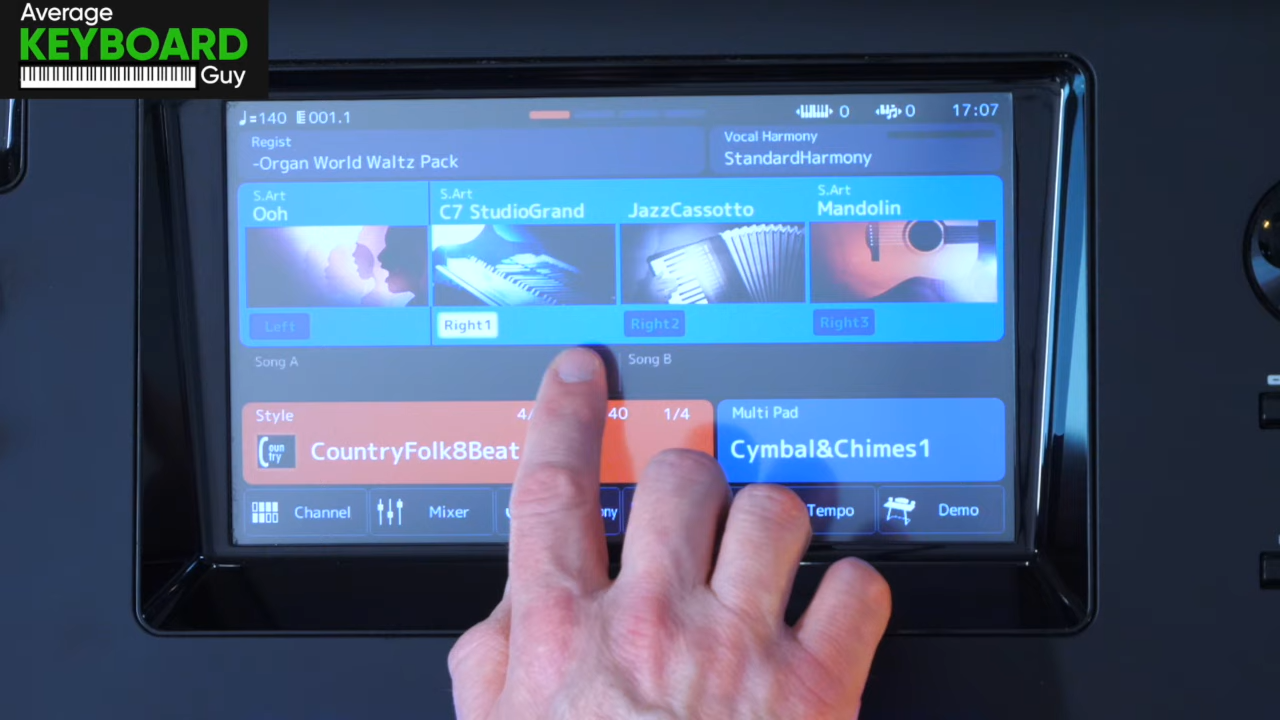 Average
KEYBOARD
Guy
♩=140 001.1
0 0 17:07
Regist
-Organ World Waltz Pack
Vocal Harmony
StandardHarmony
S.Art
Ooh
S.Art
C7 StudioGrand
JazzCassotto
S.Art
Mandolin
Left
Right1
Right2
Right3
Song A
Song B
Style
4/ 40 1/4
Coun
try
CountryFolk8Beat
Multi Pad
Cymbal&Chimes1
Channel
Mixer
Tempo
Demo